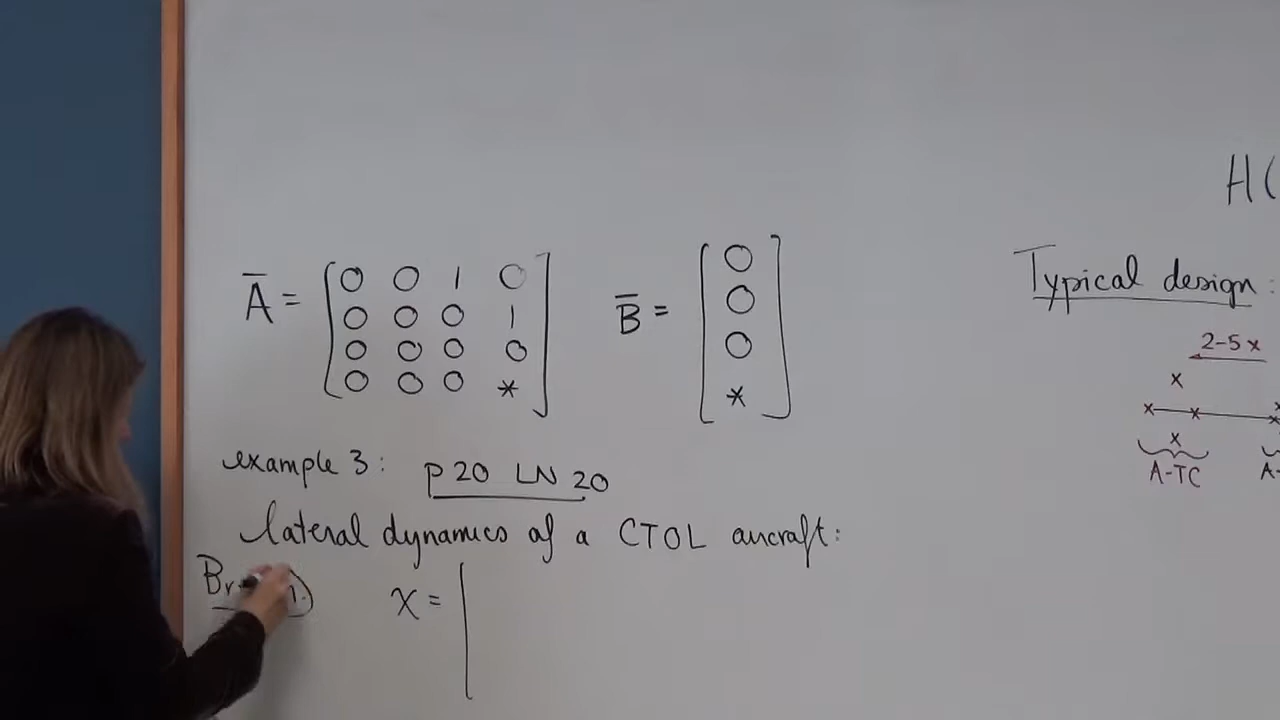 H(
A̅ = [ 0 0 1 0
0 0 0 1
0 0 0 0
0 0 0 * ]
B̅ = [ 0
0
0
* ]
Typical design:
2-5x
x
x x
x
A-TC A-
example 3: p 20 LN 20
lateral dynamics of a CTOL aircraft:
x = [